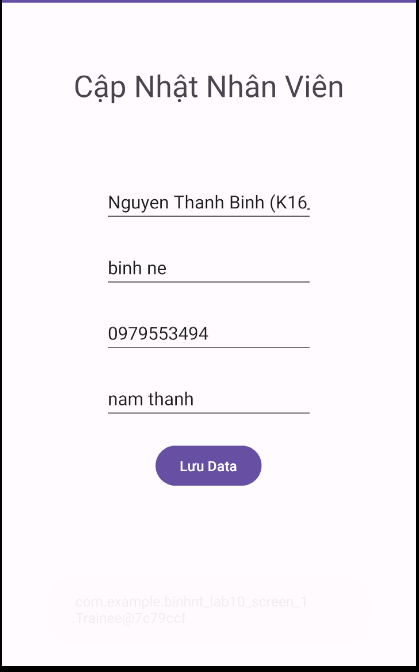 Cập Nhật Nhân Viên
Nguyen Thanh Binh (K16_
binh ne
0979553494
nam thanh
Lưu Data
com.example.binhnt_lab10_screen_1
.Trainee@7c79ccf